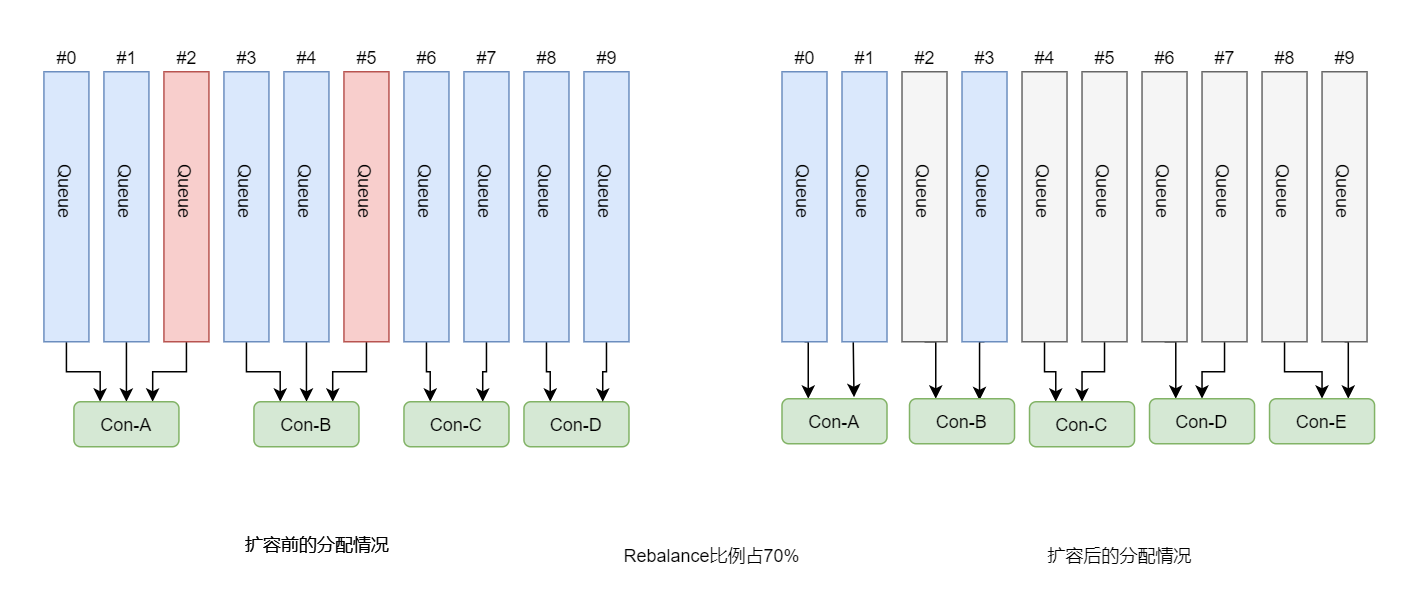 #0 #1 #2 #3 #4 #5 #6 #7 #8 #9
Queue Queue Queue Queue Queue Queue Queue Queue Queue Queue
Con-A Con-B Con-C Con-D
扩容前的分配情况
#0 #1 #2 #3 #4 #5 #6 #7 #8 #9
Queue Queue Queue Queue Queue Queue Queue Queue Queue Queue
Con-A Con-B Con-C Con-D Con-E
Rebalance比例占70%
扩容后的分配情况